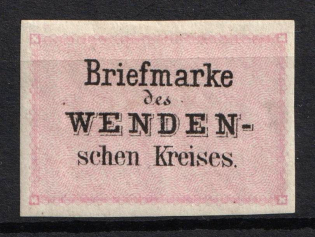 Briefmarke
des
WENDEN-
schen Kreises.